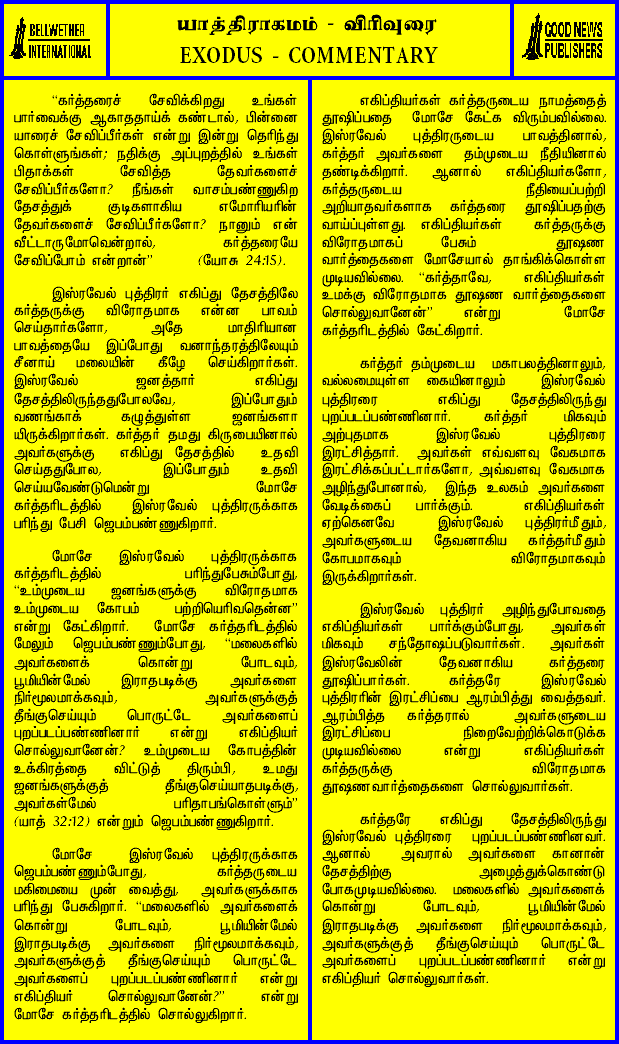 BELLWETHER
INTERNATIONAL
யாத்திராகமம் - விரிவுரை
EXODUS - COMMENTARY
GOOD NEWS
PUBLISHERS
“கர்த்தரைச் சேவிக்கிறது உங்கள்
பார்வைக்கு ஆகாததாய்க் கண்டால், பின்னை
யாரைச் சேவிப்பீர்கள் என்று இன்று தெரிந்து
கொள்ளுங்கள்; நதிக்கு அப்புறத்தில் உங்கள்
பிதாக்கள் சேவித்த தேவர்களைச்
சேவிப்பீர்களோ? நீங்கள் வாசம்பண்ணுகிற
தேசத்துக் குடிகளாகிய எமோரியரின்
தேவர்களைச் சேவிப்பீர்களோ? நானும் என்
வீட்டாருமோவென்றால், கர்த்தரையே
சேவிப்போம் என்றான்” (யோசு 24:15).
இஸ்ரவேல் புத்திரர் எகிப்து தேசத்திலே
கர்த்தருக்கு விரோதமாக என்ன பாவம்
செய்தார்களோ, அதே மாதிரியான
பாவத்தையே இப்போது வனாந்தரத்திலேயும்
சீனாய் மலையின் கீழே செய்கிறார்கள்.
இஸ்ரவேல் ஜனத்தார் எகிப்து
தேசத்திலிருந்ததுபோலவே, இப்போதும்
வணங்காக் கழுத்துள்ள ஜனங்களா
யிருக்கிறார்கள். கர்த்தர் தமது கிருபையினால்
அவர்களுக்கு எகிப்து தேசத்தில் உதவி
செய்ததுபோல, இப்போதும் உதவி
செய்யவேண்டுமென்று மோசே
கர்த்தரிடத்தில் இஸ்ரவேல் புத்திரருக்காக
பரிந்து பேசி ஜெபம்பண்ணுகிறார்.
மோசே இஸ்ரவேல் புத்திரருக்காக
கர்த்தரிடத்தில் பரிந்துபேசும்போது,
“உம்முடைய ஜனங்களுக்கு விரோதமாக
உம்முடைய கோபம் பற்றியெரிவதென்ன”
என்று கேட்கிறார். மோசே கர்த்தரிடத்தில்
மேலும் ஜெபம்பண்ணும்போது, “மலைகளில்
அவர்களைக் கொன்று போடவும்,
பூமியின்மேல் இராதபடிக்கு அவர்களை
நிர்மூலமாக்கவும், அவர்களுக்குத்
தீங்குசெய்யும் பொருட்டே அவர்களைப்
புறப்படப்பண்ணினார் என்று எகிப்தியர்
சொல்லுவானேன்? உம்முடைய கோபத்தின்
உக்கிரத்தை விட்டுத் திரும்பி, உமது
ஜனங்களுக்குத் தீங்குசெய்யாதபடிக்கு,
அவர்கள்மேல் பரிதாபங்கொள்ளும்”
(யாத் 32:12) என்றும் ஜெபம்பண்ணுகிறார்.
மோசே இஸ்ரவேல் புத்திரருக்காக
ஜெபம்பண்ணும்போது, கர்த்தருடைய
மகிமையை முன் வைத்து, அவர்களுக்காக
பரிந்து பேசுகிறார். “மலைகளில் அவர்களைக்
கொன்று போடவும், பூமியின்மேல்
இராதபடிக்கு அவர்களை நிர்மூலமாக்கவும்,
அவர்களுக்குத் தீங்குசெய்யும் பொருட்டே
அவர்களைப் புறப்படப்பண்ணினார் என்று
எகிப்தியர் சொல்லுவானேன்?” என்று
மோசே கர்த்தரிடத்தில் சொல்லுகிறார்.
எகிப்தியர்கள் கர்த்தருடைய நாமத்தைத்
தூஷிப்பதை மோசே கேட்க விரும்பவில்லை.
இஸ்ரவேல் புத்திரருடைய பாவத்தினால்,
கர்த்தர் அவர்களை தம்முடைய நீதியினால்
தண்டிக்கிறார். ஆனால் எகிப்தியர்களோ,
கர்த்தருடைய நீதியைப்பற்றி
அறியாதவர்களாக கர்த்தரை தூஷிப்பதற்கு
வாய்ப்புள்ளது. எகிப்தியர்கள் கர்த்தருக்கு
விரோதமாகப் பேசும் தூஷண
வார்த்தைகளை மோசேயால் தாங்கிக்கொள்ள
முடியவில்லை. “கர்த்தாவே, எகிப்தியர்கள்
உமக்கு விரோதமாக தூஷண வார்த்தைகளை
சொல்லுவானேன்” என்று மோசே
கர்த்தரிடத்தில் கேட்கிறார்.
கர்த்தர் தம்முடைய மகாபலத்தினாலும்,
வல்லமையுள்ள கையினாலும் இஸ்ரவேல்
புத்திரரை எகிப்து தேசத்திலிருந்து
புறப்படப்பண்ணினார். கர்த்தர் மிகவும்
அற்புதமாக இஸ்ரவேல் புத்திரரை
இரட்சித்தார். அவர்கள் எவ்வளவு வேகமாக
இரட்சிக்கப்பட்டார்களோ, அவ்வளவு வேகமாக
அழிந்துபோனால், இந்த உலகம் அவர்களை
வேடிக்கைப் பார்க்கும். எகிப்தியர்கள்
ஏற்கெனவே இஸ்ரவேல் புத்திரர்மீதும்,
அவர்களுடைய தேவனாகிய கர்த்தர்மீதும்
கோபமாகவும் விரோதமாகவும்
இருக்கிறார்கள்.
இஸ்ரவேல் புத்திரர் அழிந்துபோவதை
எகிப்தியர்கள் பார்க்கும்போது, அவர்கள்
மிகவும் சந்தோஷப்படுவார்கள். அவர்கள்
இஸ்ரவேலின் தேவனாகிய கர்த்தரை
தூஷிப்பார்கள். கர்த்தரே இஸ்ரவேல்
புத்திரரின் இரட்சிப்பை ஆரம்பித்து வைத்தவர்.
ஆரம்பித்த கர்த்தரால் அவர்களுடைய
இரட்சிப்பை நிறைவேற்றிக்கொடுக்க
முடியவில்லை என்று எகிப்தியர்கள்
கர்த்தருக்கு விரோதமாக
தூஷணவார்த்தைகளை சொல்லுவார்கள்.
கர்த்தரே எகிப்து தேசத்திலிருந்து
இஸ்ரவேல் புத்திரரை புறப்படப்பண்ணினவர்.
ஆனால் அவரால் அவர்களை கானான்
தேசத்திற்கு அழைத்துக்கொண்டு
போகமுடியவில்லை. மலைகளில் அவர்களைக்
கொன்று போடவும், பூமியின்மேல்
இராதபடிக்கு அவர்களை நிர்மூலமாக்கவும்,
அவர்களுக்குத் தீங்குசெய்யும் பொருட்டே
அவர்களைப் புறப்படப்பண்ணினார் என்று
எகிப்தியர் சொல்லுவார்கள்.